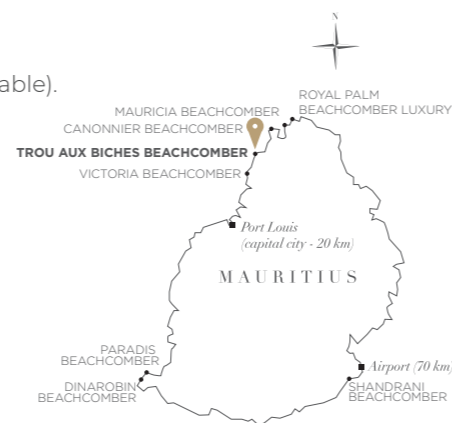 N
able).
ROYAL PALM
BEACHCOMBER LUXURY
MAURICIA BEACHCOMBER
CANONNIER BEACHCOMBER
TROU AUX BICHES BEACHCOMBER
VICTORIA BEACHCOMBER
Port Louis
(capital city - 20 km)
MAURITIUS
PARADIS
BEACHCOMBER
DINAROBIN
BEACHCOMBER
Airport (70 km)
SHANDRANI
BEACHCOMBER